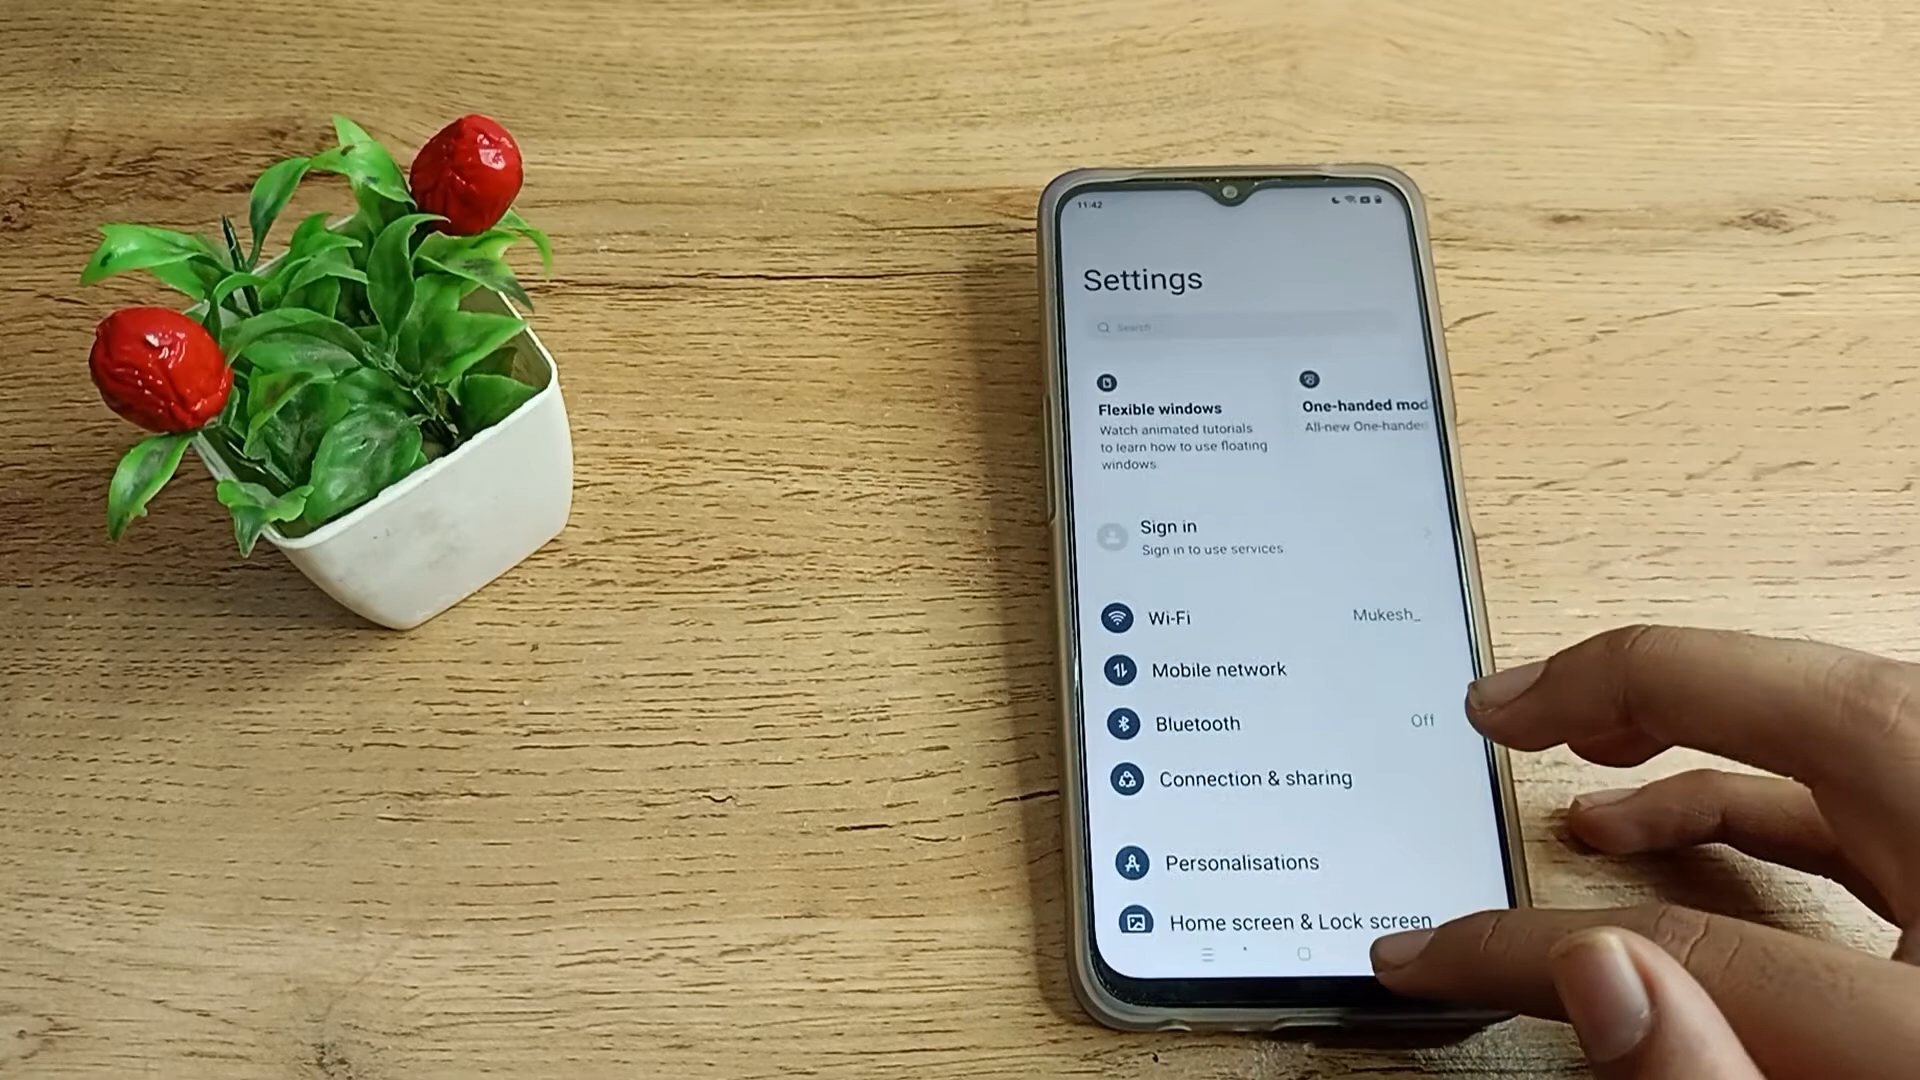 11:42
Settings
Search
Flexible windows
Watch animated tutorials
to learn how to use floating
windows
One-handed mod
All-new One-hande
Sign in
Sign in to use services
Wi-Fi
Mukesh_
Mobile network
Bluetooth
Off
Connection & sharing
Personalisations
Home screen & Lock screen